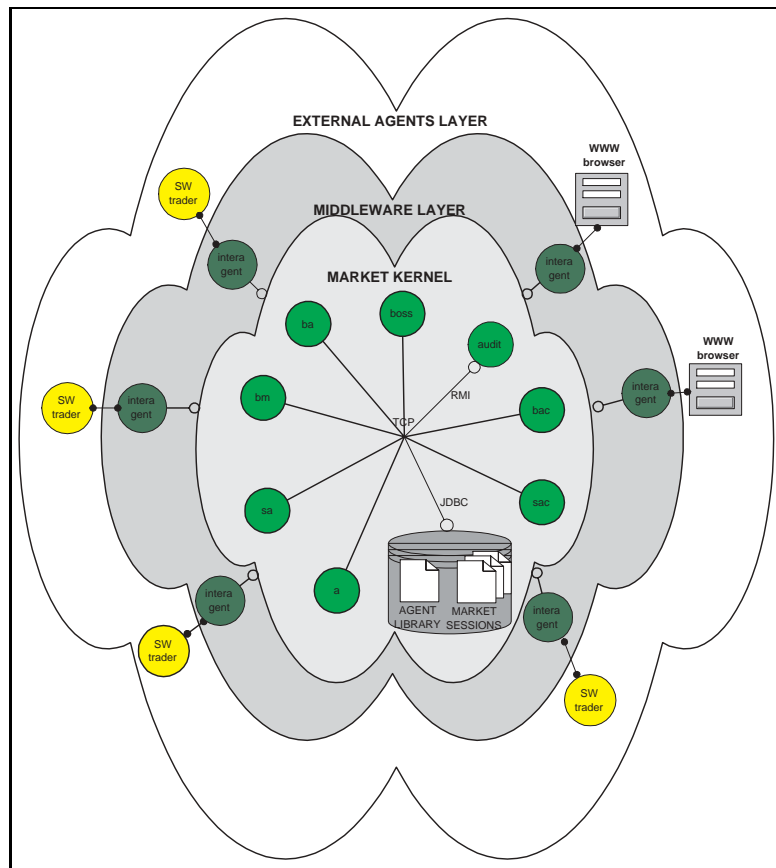 EXTERNAL AGENTS LAYER
WWW
browser
SW
trader
MIDDLEWARE LAYER
intera
gent
intera
gent
MARKET KERNEL
boss
ba
audit
WWW
browser
RMI
intera
gent
SW
trader
intera
gent
bm
bac
TCP
JDBC
sa
sac
a
intera
gent
AGENT
LIBRARY
MARKET
SESSIONS
intera
gent
SW
trader
SW
trader